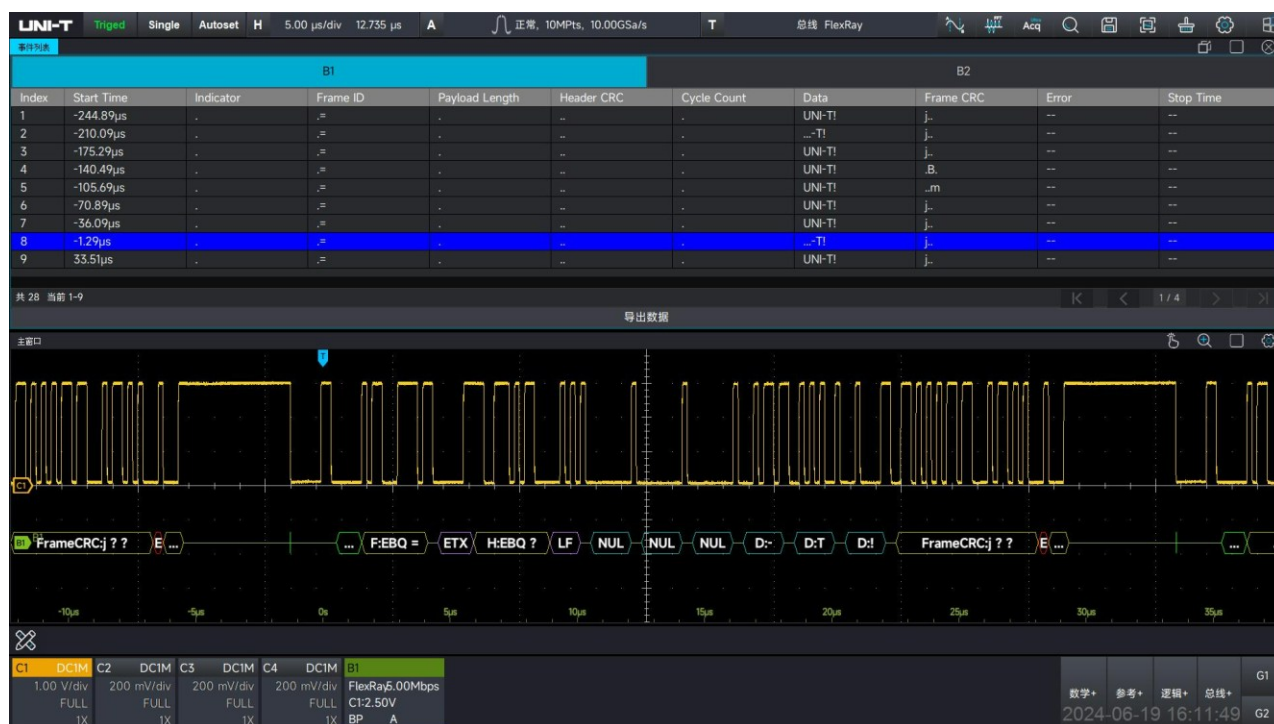 UNI-T Triged Single Autoset H 5.00 μs/div 12.735 μs A 正常, 10MPts, 10.00GSa/s T 总线 FlexRay Acq
事件列表
B1 B2
Index Start Time Indicator Frame ID Payload Length Header CRC Cycle Count Data Frame CRC Error Stop Time
1 -244.89μs . .= . .. . UNI-T! j.. -- --
2 -210.09μs . .= . .. . ...-T! j.. -- --
3 -175.29μs . .= . .. . UNI-T! j.. -- --
4 -140.49μs . .= . .. . UNI-T! .B. -- --
5 -105.69μs . .= . .. . UNI-T! ..m -- --
6 -70.89μs . .= . .. . UNI-T! j.. -- --
7 -36.09μs . .= . .. . UNI-T! j.. -- --
8 -1.29μs . .= . .. . ...-T! j.. -- --
9 33.51μs . .= . .. . UNI-T! j.. -- --
共 28 当前 1-9 1 / 4
导出数据
主窗口
T
C1
B1 B1 FrameCRC:j ? ? E ... ... F:EBQ = ETX H:EBQ ? LF NUL NUL NUL D:- D:T D:! FrameCRC:j ? ? E ... ...
-10μs -5μs 0s 5μs 10μs 15μs 20μs 25μs 30μs 35μs
C1 DC1M C2 DC1M C3 DC1M C4 DC1M B1
1.00 V/div 200 mV/div 200 mV/div 200 mV/div FlexRay5.00Mbps
FULL FULL FULL FULL C1:2.50V
1X 1X 1X 1X BP A
数学+ 参考+ 逻辑+ 总线+ G1
2024-06-19 16:11:49 G2